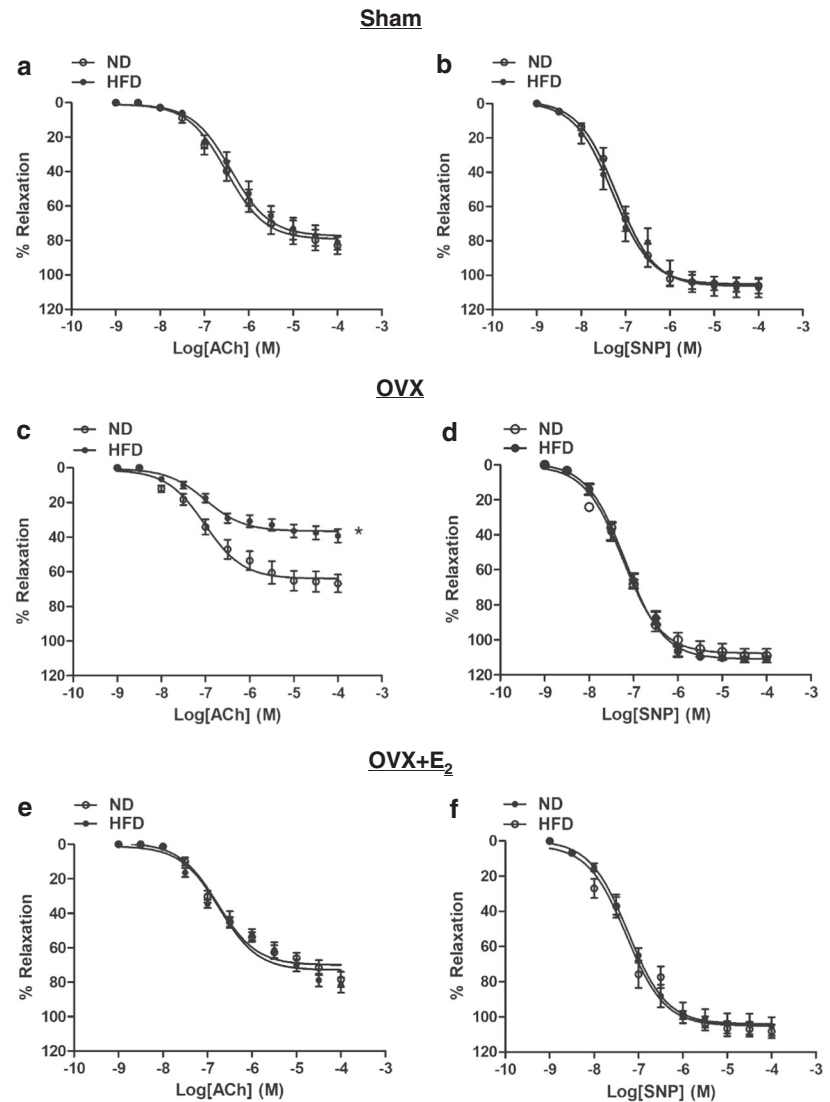 Sham
a
ND
HFD
0
20
40
60
80
100
120
% Relaxation
-10 -9 -8 -7 -6 -5 -4 -3
Log[ACh] (M)
b
ND
HFD
0
20
40
60
80
100
120
% Relaxation
-10 -9 -8 -7 -6 -5 -4 -3
Log[SNP] (M)
OVX
c
ND
HFD
0
20
40
60
80
100
120
% Relaxation
*
-10 -9 -8 -7 -6 -5 -4 -3
Log[ACh] (M)
d
ND
HFD
0
20
40
60
80
100
120
% Relaxation
-10 -9 -8 -7 -6 -5 -4 -3
Log[SNP] (M)
OVX+E₂
e
ND
HFD
0
20
40
60
80
100
120
% Relaxation
-10 -9 -8 -7 -6 -5 -4 -3
Log[ACh] (M)
f
ND
HFD
0
20
40
60
80
100
120
% Relaxation
-10 -9 -8 -7 -6 -5 -4 -3
Log[SNP] (M)